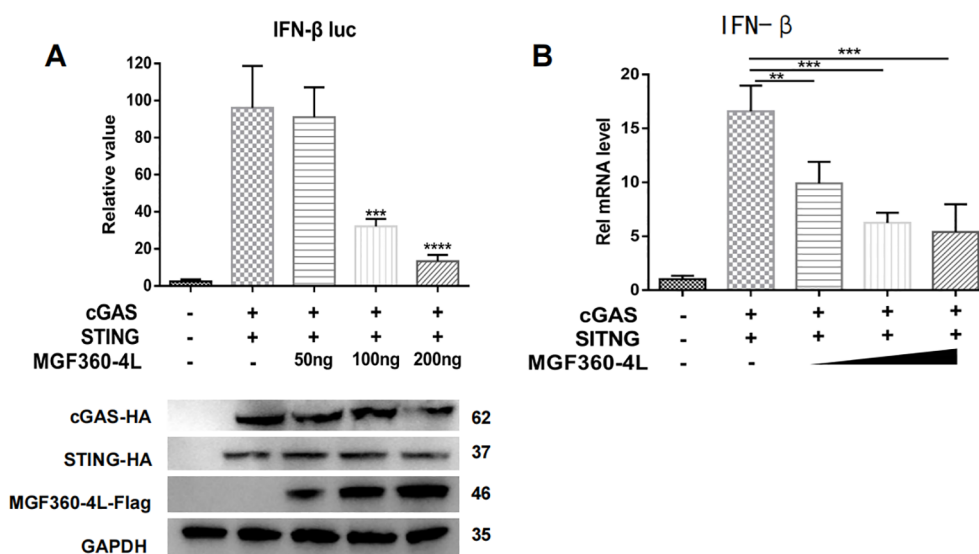 A
IFN-β luc
Relative value
120
100
80
60
40
20
0
***
****
cGAS - + + + +
STING - + + + +
MGF360-4L - - 50ng 100ng 200ng
cGAS-HA 62
STING-HA 37
MGF360-4L-Flag 46
GAPDH 35
B
IFN-β
Rel mRNA level
20
15
10
5
0
***
***
**
cGAS - + + + +
SITNG - + + + +
MGF360-4L - -